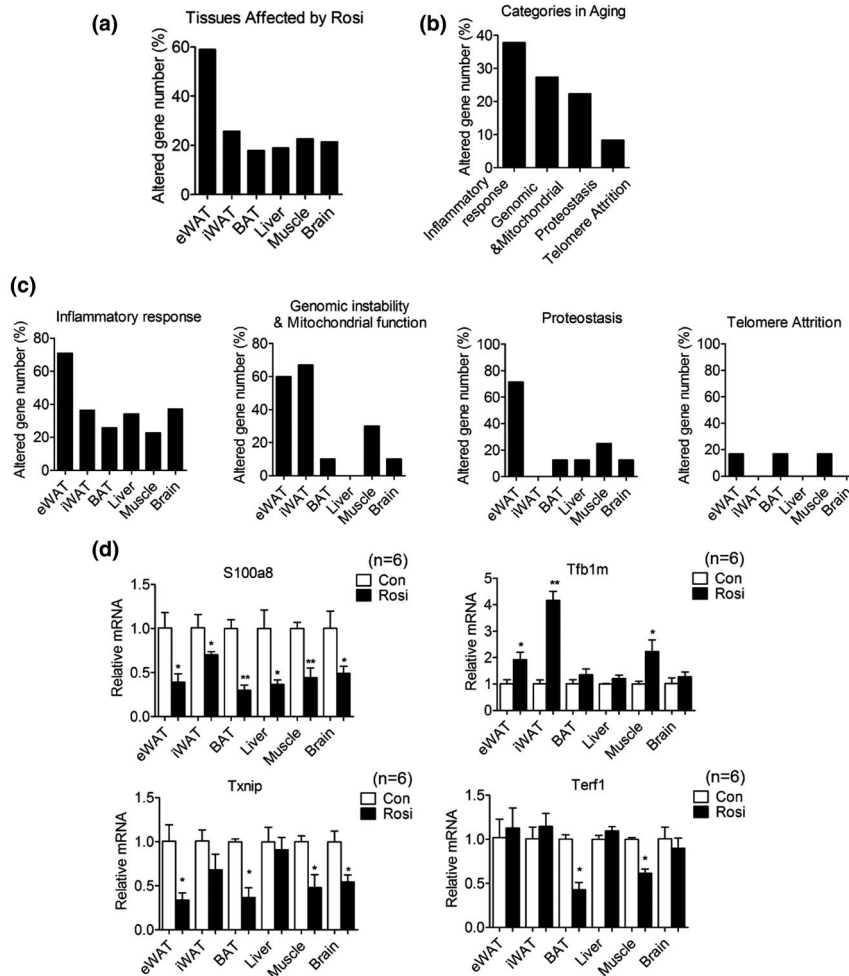 (a)
Tissues Affected by Rosi
Altered gene number (%)
60
40
20
0
eWAT
iWAT
BAT
Liver
Muscle
Brain
(b)
Categories in Aging
Altered gene number (%)
40
30
20
10
0
Inflammatory
response
Genomic
&Mitochondrial
Proteostasis
Telomere Attrition
(c)
Inflammatory response
Altered gene number (%)
80
60
40
20
0
eWAT
iWAT
BAT
Liver
Muscle
Brain
Genomic instability
& Mitochondrial function
Altered gene number (%)
80
60
40
20
0
eWAT
iWAT
BAT
Liver
Muscle
Brain
Proteostasis
Altered gene number (%)
100
80
60
40
20
0
eWAT
iWAT
BAT
Liver
Muscle
Brain
Telomere Attrition
Altered gene number (%)
100
80
60
40
20
0
eWAT
iWAT
BAT
Liver
Muscle
Brain
(d)
S100a8
(n=6)
Con
Rosi
Relative mRNA
1.5
1.0
0.5
0.0
* * ** * ** *
eWAT
iWAT
BAT
Liver
Muscle
Brain
Tfb1m
(n=6)
Con
Rosi
Relative mRNA
6
5
4
2
1
0
* ** *
eWAT
iWAT
BAT
Liver
Muscle
Brain
Txnip
(n=6)
Con
Rosi
Relative mRNA
1.5
1.0
0.5
0.0
* * * *
eWAT
iWAT
BAT
Liver
Muscle
Brain
Terf1
(n=6)
Con
Rosi
Relative mRNA
1.5
1.0
0.5
0.0
* *
eWAT
iWAT
BAT
Liver
Muscle
Brain